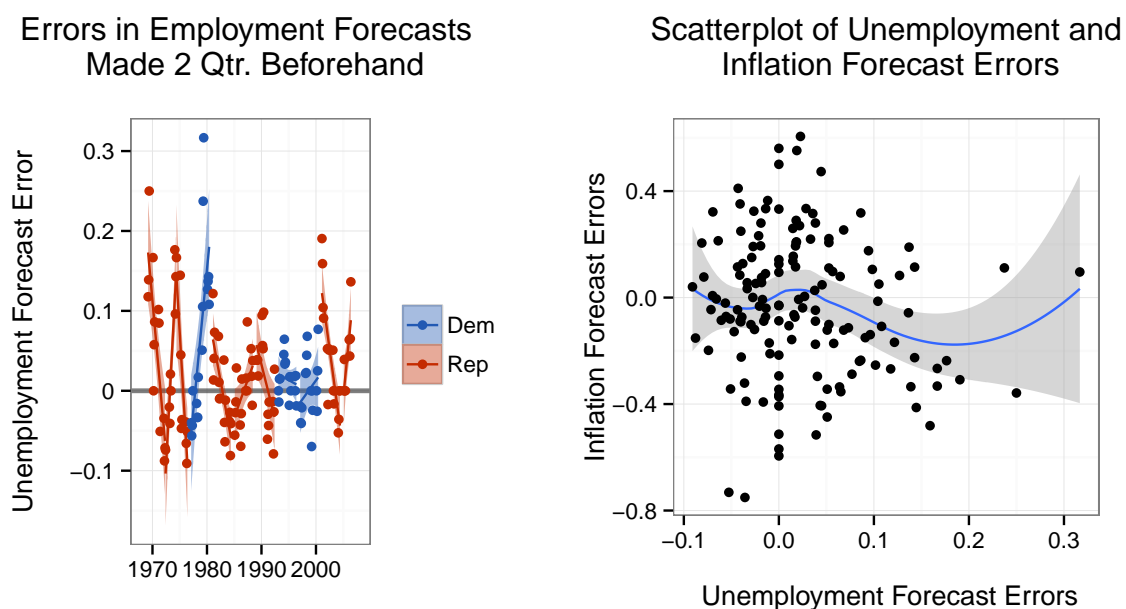 Errors in Employment Forecasts
Made 2 Qtr. Beforehand
Unemployment Forecast Error
0.3
0.2
0.1
0
−0.1
1970 1980 1990 2000
Dem
Rep
Scatterplot of Unemployment and
Inflation Forecast Errors
Inflation Forecast Errors
0.4
0.0
−0.4
−0.8
−0.1 0.0 0.1 0.2 0.3
Unemployment Forecast Errors